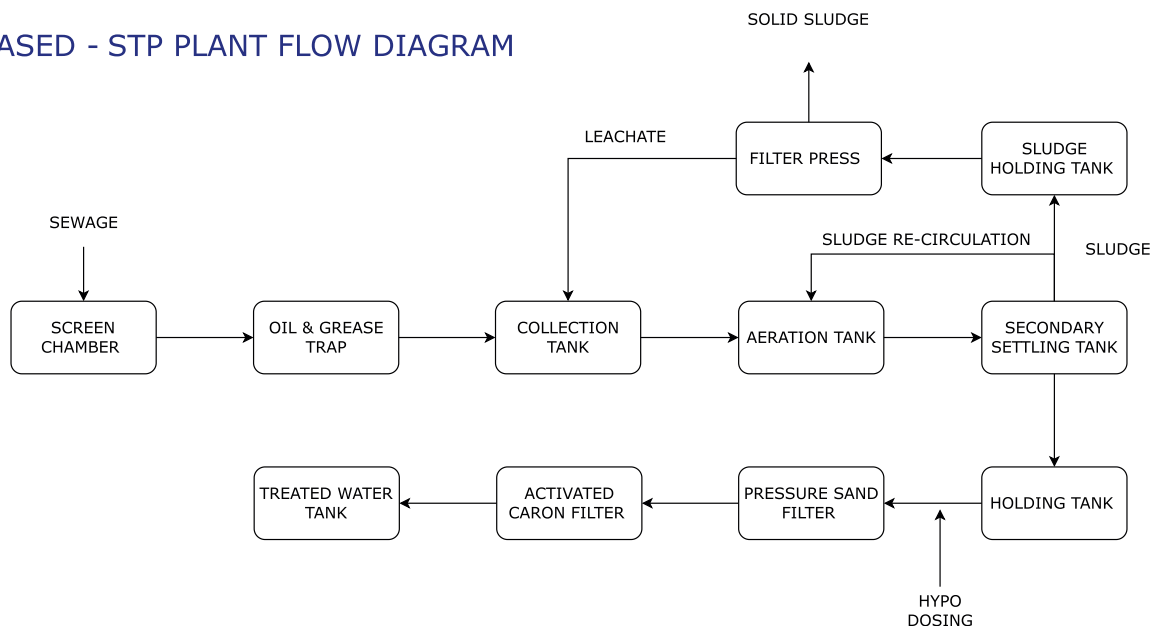 SOLID SLUDGE
ASED - STP PLANT FLOW DIAGRAM
LEACHATE
FILTER PRESS
SLUDGE
HOLDING TANK
SEWAGE
SLUDGE RE-CIRCULATION
SLUDGE
SCREEN
CHAMBER
OIL & GREASE
TRAP
COLLECTION
TANK
AERATION TANK
SECONDARY
SETTLING TANK
TREATED WATER
TANK
ACTIVATED
CARON FILTER
PRESSURE SAND
FILTER
HOLDING TANK
HYPO
DOSING